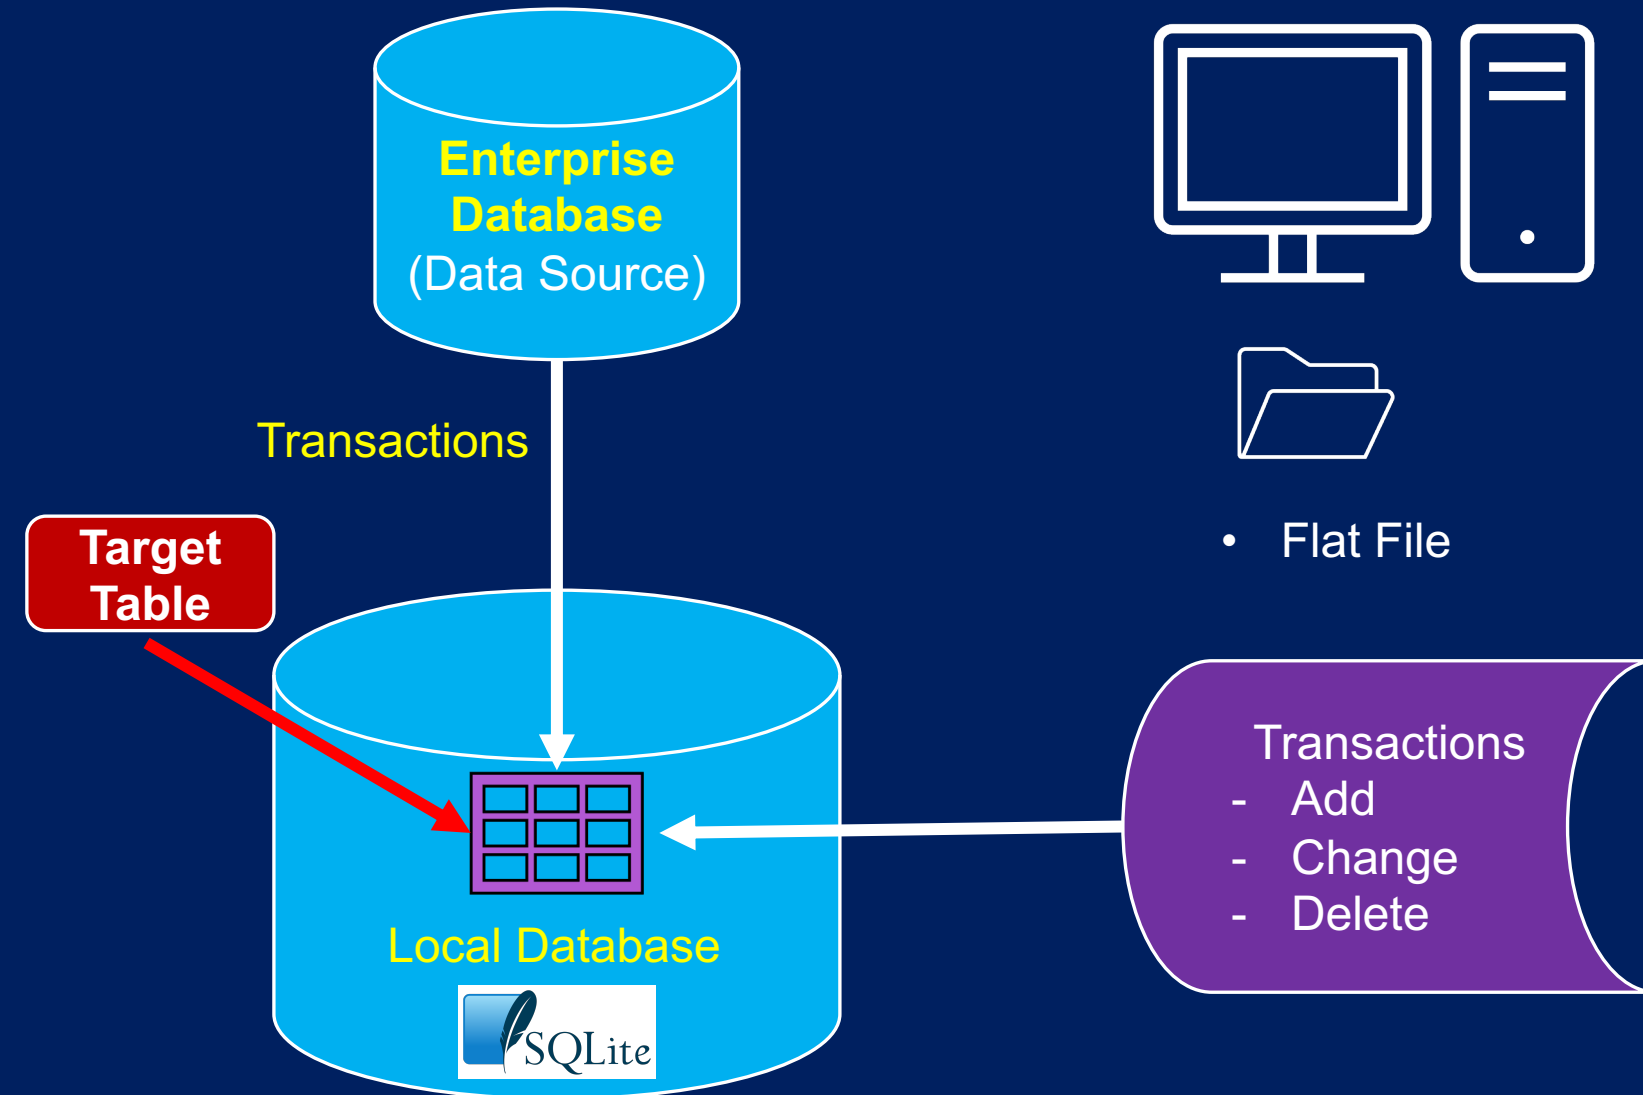 Enterprise
Database
(Data Source)
Transactions
Target
Table
Local Database
SQLite
• Flat File
Transactions
- Add
- Change
- Delete